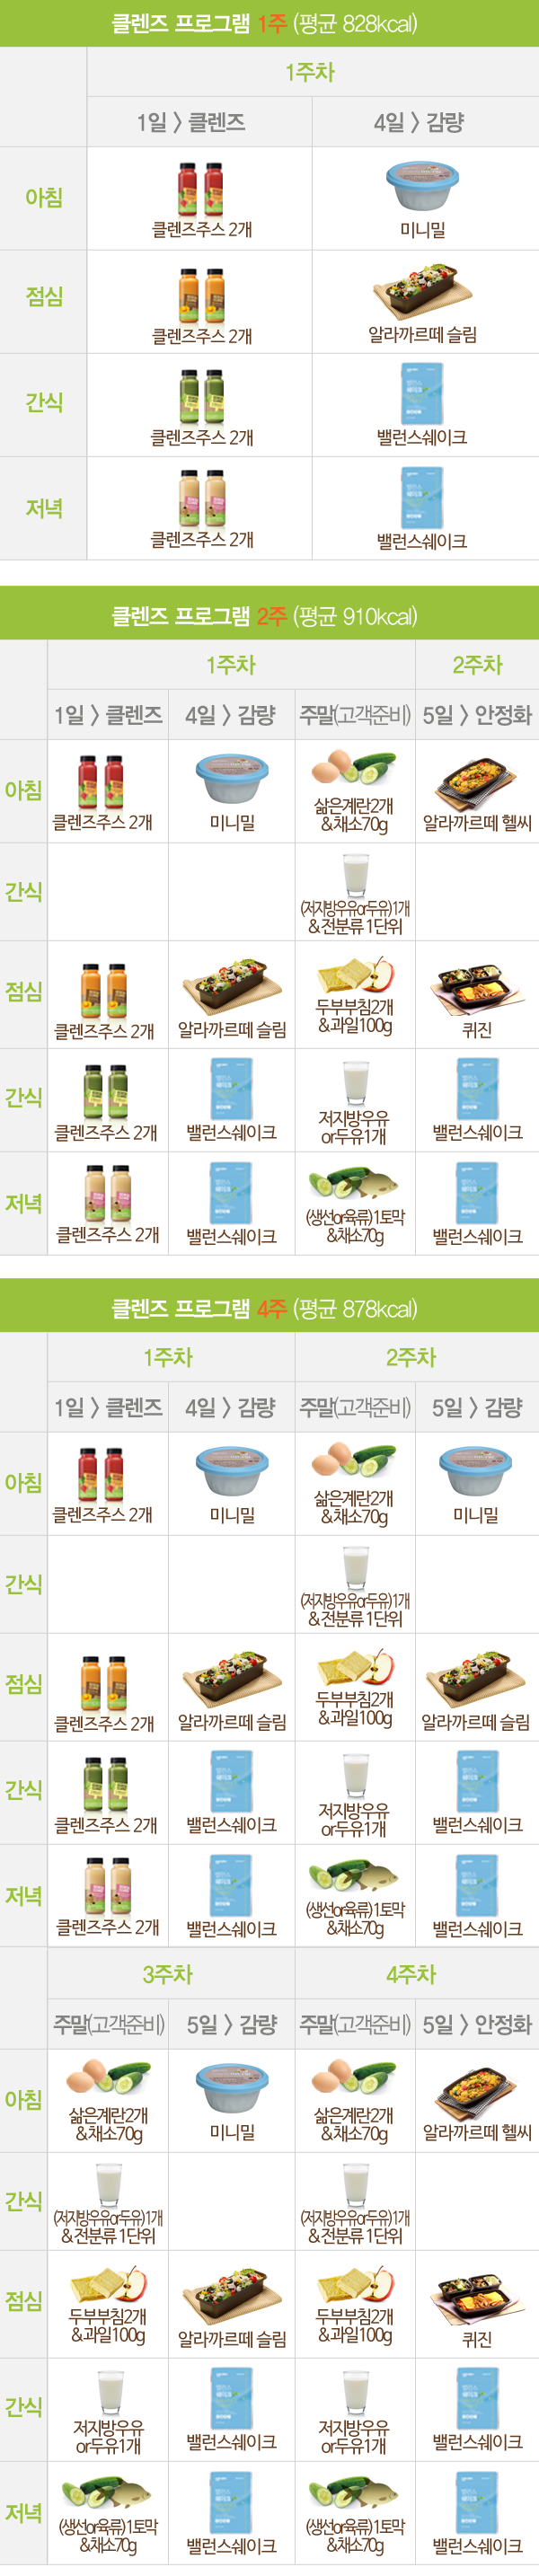 클렌즈 프로그램 1주 (평균 828kcal)
1주차
1일 > 클렌즈 4일 > 감량
아침
클렌즈주스 2개 미니밀
점심
클렌즈주스 2개 알라까르떼 슬림
간식
클렌즈주스 2개 밸런스쉐이크
저녁
클렌즈주스 2개 밸런스쉐이크
클렌즈 프로그램 2주 (평균 910kcal)
1주차 2주차
1일 > 클렌즈 4일 > 감량 주말(고객준비) 5일 > 안정화
아침
클렌즈주스 2개 미니밀 삶은계란2개 알라까르떼 헬씨
&채소70g
간식
(저지방우유or두유)1개
&전분류 1단위
점심
클렌즈주스 2개 알라까르떼 슬림 두부부침2개 퀴진
&과일100g
간식
클렌즈주스 2개 밸런스쉐이크 저지방우유 밸런스쉐이크
or두유1개
저녁
클렌즈주스 2개 밸런스쉐이크 (생선or육류)1토막 밸런스쉐이크
&채소70g
클렌즈 프로그램 4주 (평균 878kcal)
1주차 2주차
1일 > 클렌즈 4일 > 감량 주말(고객준비) 5일 > 감량
아침
클렌즈주스 2개 미니밀 삶은계란2개 미니밀
&채소70g
간식
(저지방우유or두유)1개
&전분류 1단위
점심
클렌즈주스 2개 알라까르떼 슬림 두부부침2개 알라까르떼 슬림
&과일100g
간식
클렌즈주스 2개 밸런스쉐이크 저지방우유 밸런스쉐이크
or두유1개
저녁
클렌즈주스 2개 밸런스쉐이크 (생선or육류)1토막 밸런스쉐이크
&채소70g
3주차 4주차
주말(고객준비) 5일 > 감량 주말(고객준비) 5일 > 안정화
아침
삶은계란2개 미니밀 삶은계란2개 알라까르떼 헬씨
&채소70g &채소70g
간식
(저지방우유or두유)1개 (저지방우유or두유)1개
&전분류 1단위 &전분류 1단위
점심
두부부침2개 알라까르떼 슬림 두부부침2개 퀴진
&과일100g &과일100g
간식
저지방우유 밸런스쉐이크 저지방우유 밸런스쉐이크
or두유1개 or두유1개
저녁
(생선or육류)1토막 밸런스쉐이크 (생선or육류)1토막 밸런스쉐이크
&채소70g &채소70g